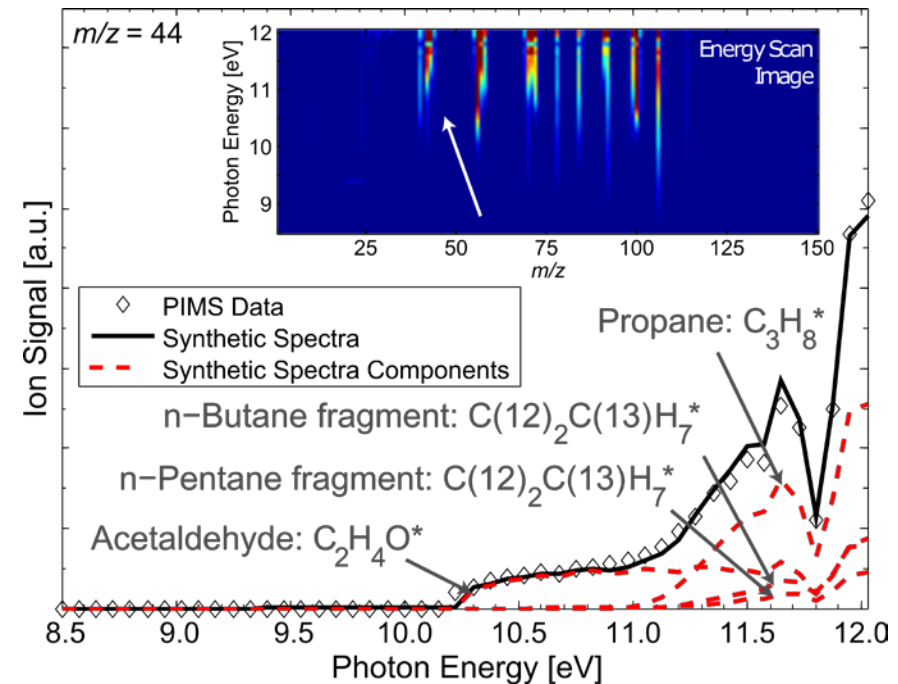 m/z = 44
Energy Scan
Image
Photon Energy [eV]
12
11
10
9
25
50
75
100
125
150
m/z
Ion Signal [a.u.]
PIMS Data
Synthetic Spectra
Synthetic Spectra Components
Propane: C₃H₈*
n−Butane fragment: C(12)₂C(13)H₇*
n−Pentane fragment: C(12)₂C(13)H₇*
Acetaldehyde: C₂H₄O*
8.5
9.0
9.5
10.0
10.5
11.0
11.5
12.0
Photon Energy [eV]